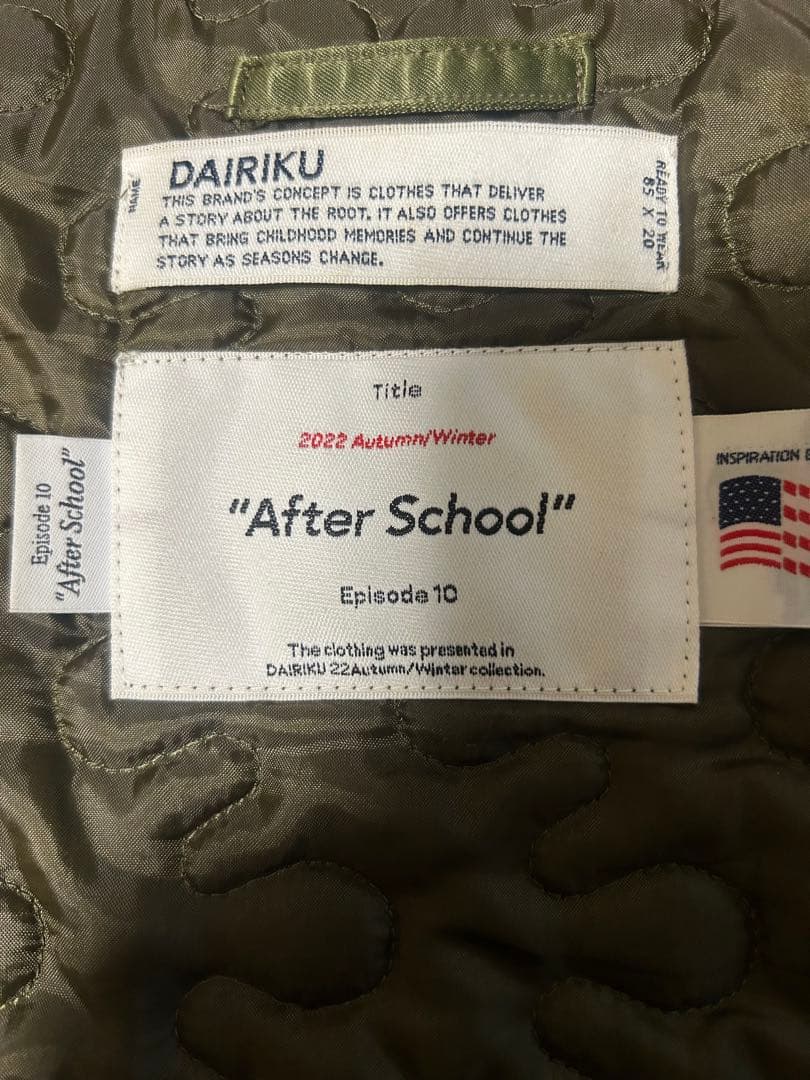 DAIRIKU
THIS BRAND'S CONCEPT IS CLOTHES THAT DELIVER
A STORY ABOUT THE ROOT. IT ALSO OFFERS CLOTHES
THAT BRING CHILDHOOD MEMORIES AND CONTINUE THE
STORY AS SEASONS CHANGE.
NAME/
READY TO WEAR
85 X 20
Title
2022 Autumn/Winter
"After School"
Episode 10
The clothing was presented in
DAIRIKU 22Autumn/Winter collection.
Episode 10
"After School"
INSPIRATION